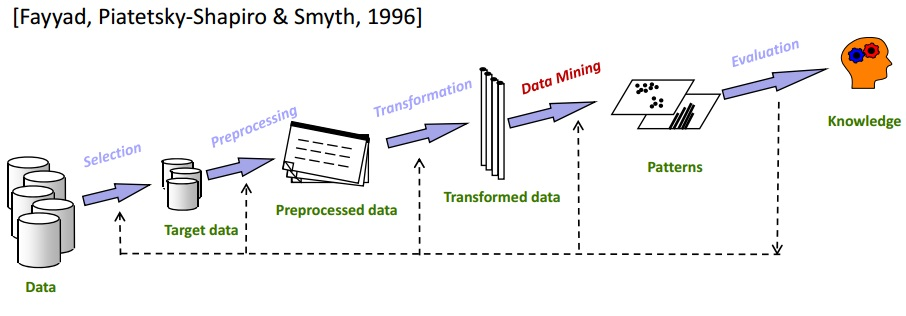 [Fayyad, Piatetsky-Shapiro & Smyth, 1996]
Selection
Preprocessing
Transformation
Data Mining
Evaluation
Data
Target data
Preprocessed data
Transformed data
Patterns
Knowledge